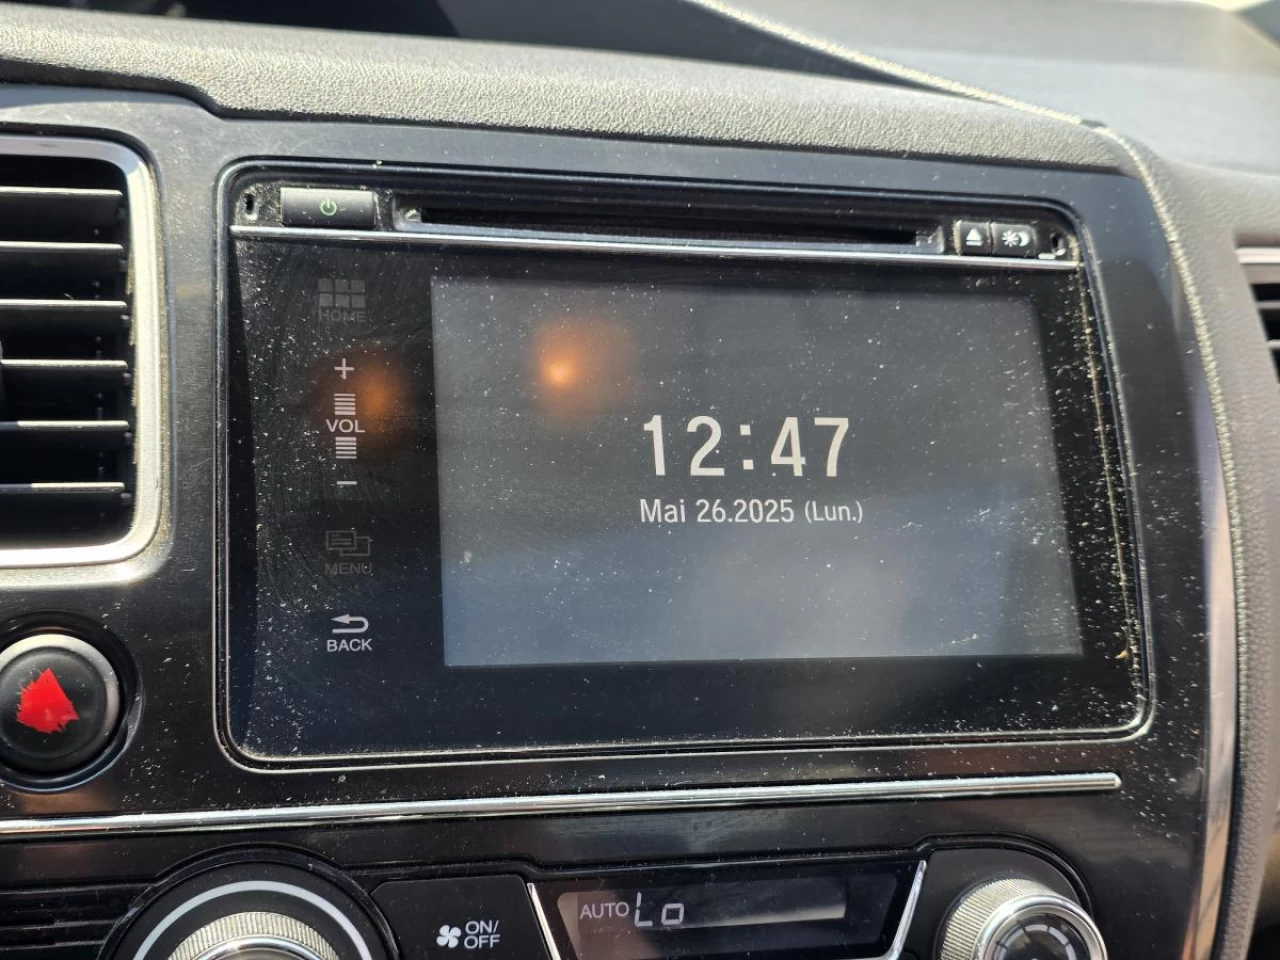 HOME
+
VOL
-
12:47
Mai 26.2025 (Lun.)
MENU
BACK
ON/
OFF
AUTO Lo